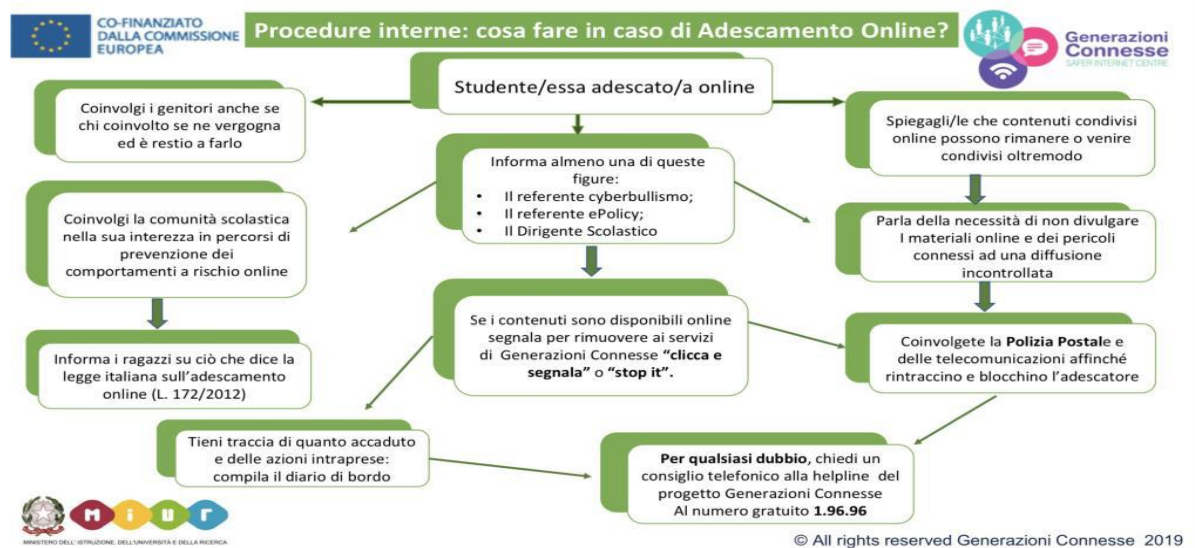 CO-FINANZIATO
DALLA COMMISSIONE
EUROPEA
Procedure interne: cosa fare in caso di Adescamento Online?
Generazioni
Connesse
SAFER INTERNET CENTRE
Studente/essa adescato/a online
Coinvolgi i genitori anche se
chi coinvolto se ne vergogna
ed è restio a farlo
Informa almeno una di queste
figure:
• Il referente cyberbullismo;
• Il referente ePolicy;
• Il Dirigente Scolastico
Spiegagli/le che contenuti condivisi
online possono rimanere o venire
condivisi oltremodo
Coinvolgi la comunità scolastica
nella sua interezza in percorsi di
prevenzione dei
comportamenti a rischio online
Parla della necessità di non divulgare
I materiali online e dei pericoli
connessi ad una diffusione
incontrollata
Informa i ragazzi su ciò che dice la
legge italiana sull'adescamento
online (L. 172/2012)
Se i contenuti sono disponibili online
segnala per rimuovere ai servizi
di Generazioni Connesse "clicca e
segnala" o "stop it".
Coinvolgete la Polizia Postale e
delle telecomunicazioni affinché
rintraccino e blocchino l'adescatore
Tieni traccia di quanto accaduto
e delle azioni intraprese:
compila il diario di bordo
Per qualsiasi dubbio, chiedi un
consiglio telefonico alla helpline del
progetto Generazioni Connesse
Al numero gratuito 1.96.96
MIUR
MINISTERO DELL'ISTRUZIONE, DELL'UNIVERSITÀ E DELLA RICERCA
© All rights reserved Generazioni Connesse 2019